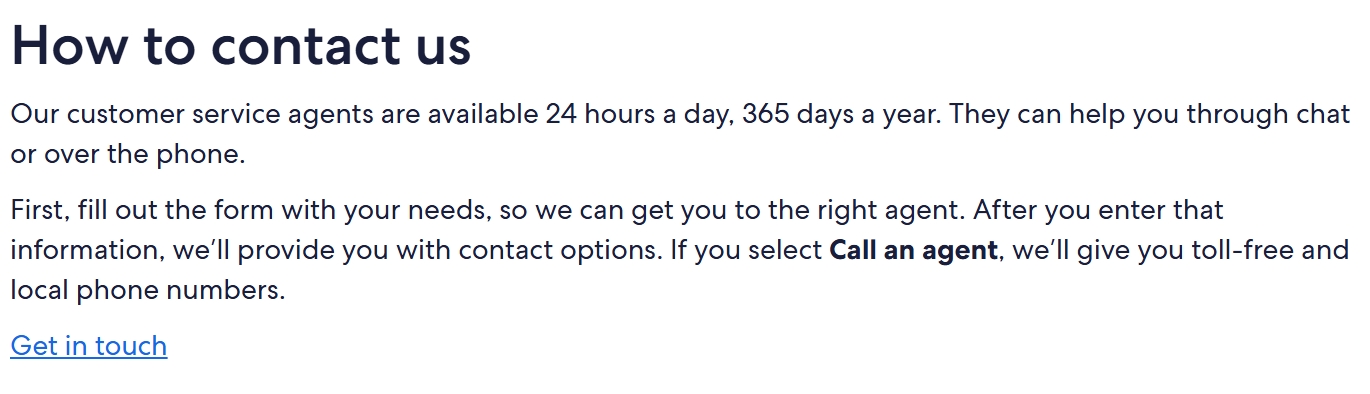 How to contact us
Our customer service agents are available 24 hours a day, 365 days a year. They can help you through chat
or over the phone.
First, fill out the form with your needs, so we can get you to the right agent. After you enter that
information, we’ll provide you with contact options. If you select Call an agent, we’ll give you toll-free and
local phone numbers.
Get in touch